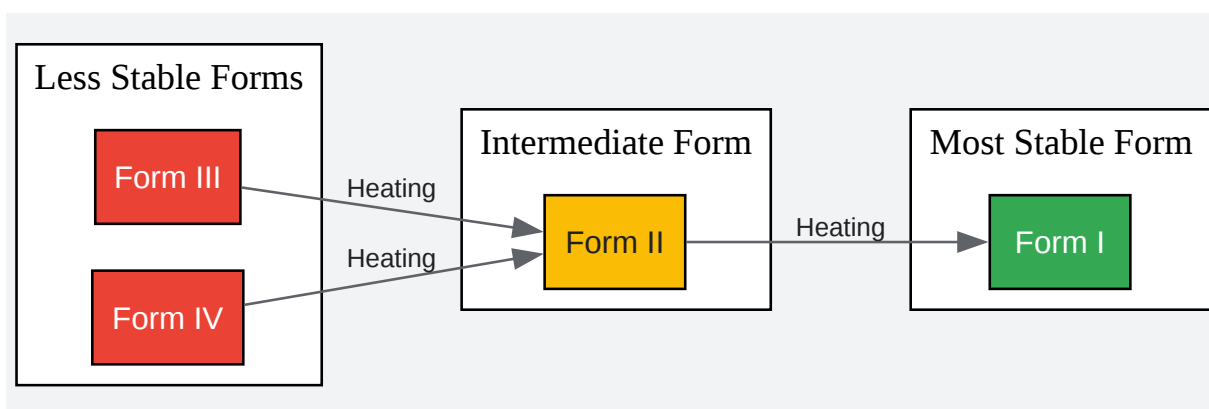 Less Stable Forms
Form III
Form IV
Heating
Heating
Intermediate Form
Form II
Heating
Most Stable Form
Form I